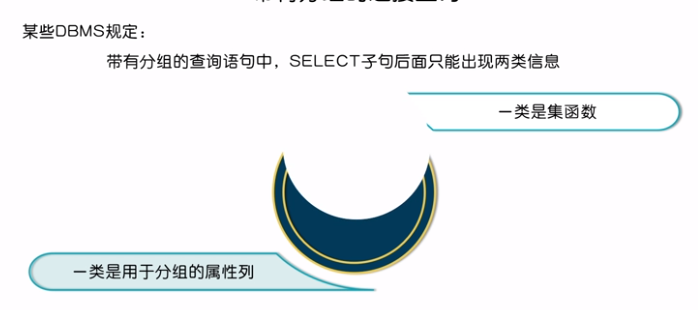 某些DBMS规定：
带有分组的查询语句中，SELECT子句后面只能出现两类信息
一类是集函数
一类是用于分组的属性列